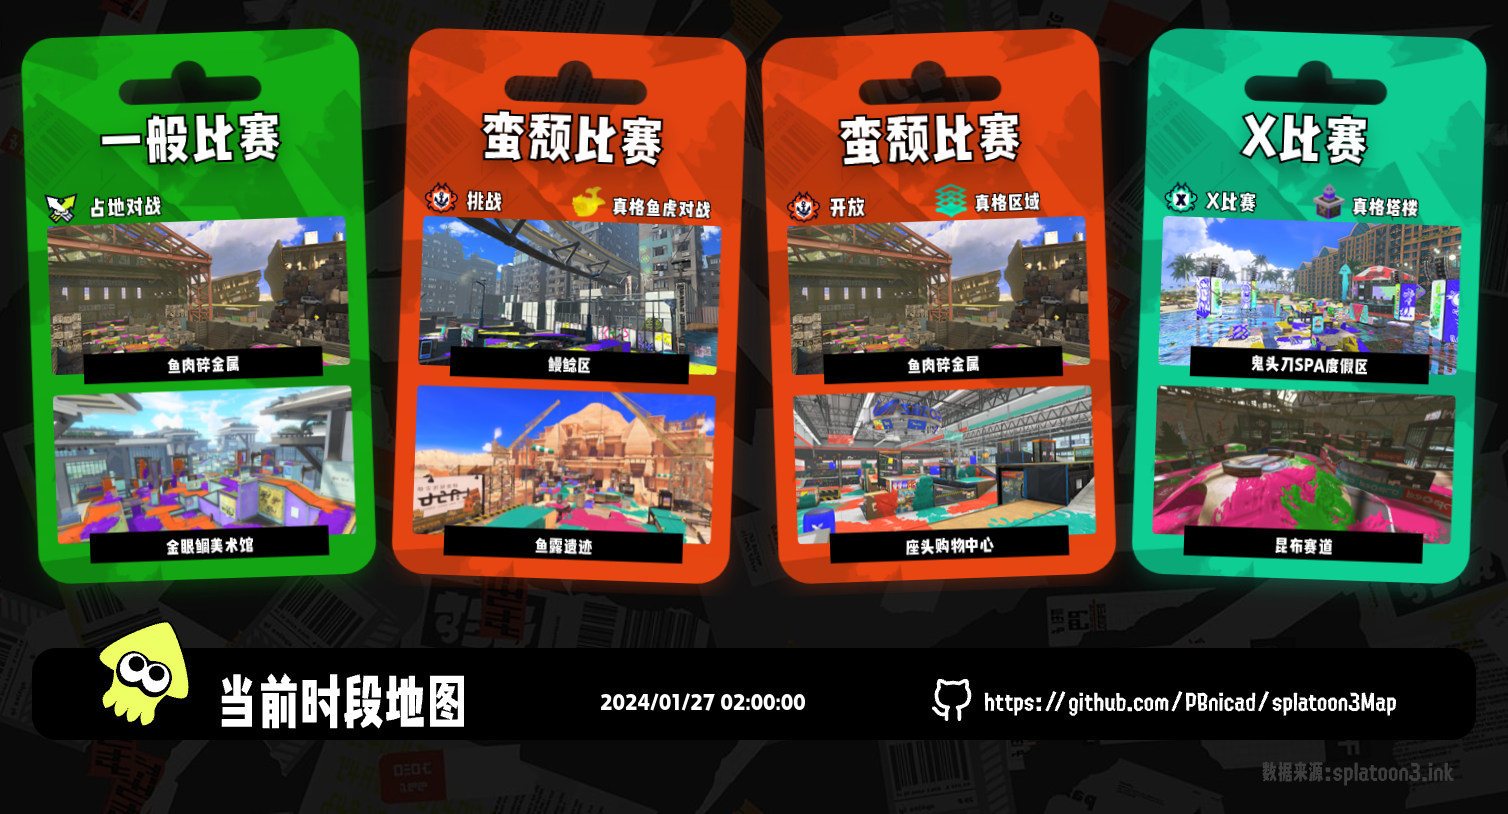 一般比赛
占地对战
鱼肉碎金属
金眼鲷美术馆
蛮颓比赛
挑战
真格鱼虎对战
鳗鲶区
鱼露遗迹
蛮颓比赛
开放
真格区域
鱼肉碎金属
座头购物中心
X比赛
X比赛
真格塔楼
鬼头刀SPA度假区
昆布赛道
当前时段地图
2024/01/27 02:00:00
https://github.com/PBnicad/splatoon3Map
数据来源:splatoon3.ink